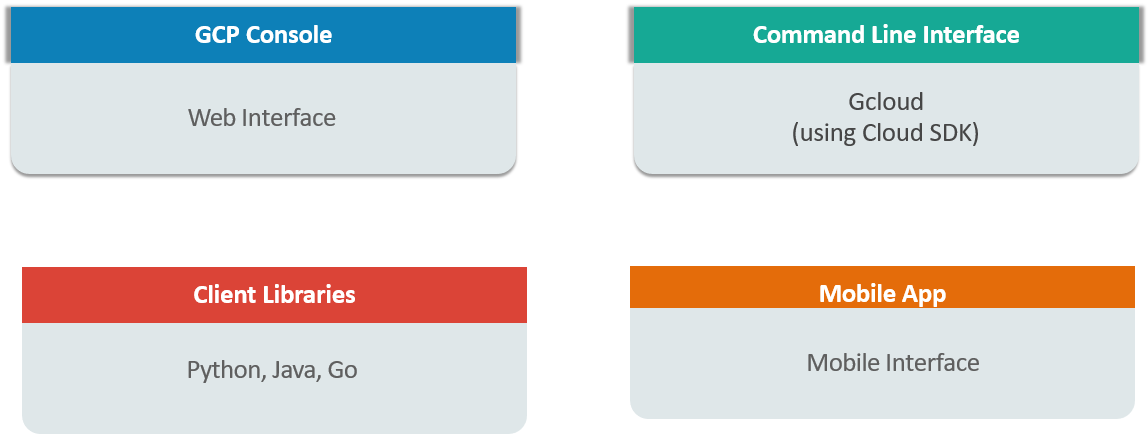 GCP Console
Web Interface
Command Line Interface
Gcloud
(using Cloud SDK)
Client Libraries
Python, Java, Go
Mobile App
Mobile Interface